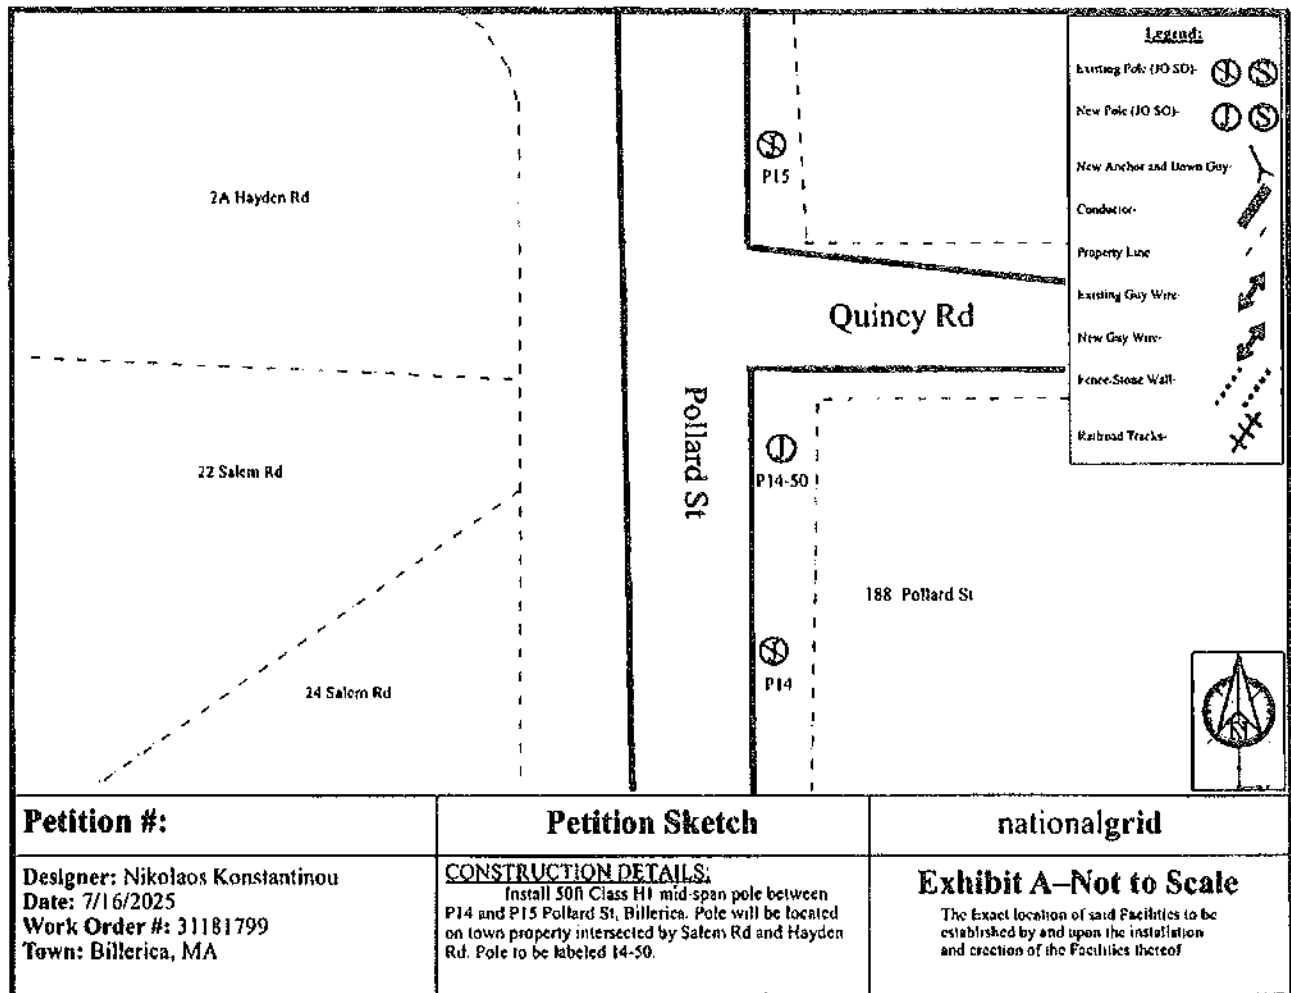 Legend:
Existing Pole (JO SO)-
J S
New Pole (JO SO)-
J S
New Anchor and Down Guy-
Conductor-
Property Line
Existing Guy Wire-
New Guy Wire-
Fence-Stone Wall-
Railroad Tracks-
2A Hayden Rd
J
P15
Quincy Rd
Pollard St
22 Salem Rd
J
P14-50
188 Pollard St
J
P14
24 Salem Rd
N
Petition #:
Petition Sketch
nationalgrid
Designer: Nikolaos Konstantinou
Date: 7/16/2025
Work Order #: 31181799
Town: Billerica, MA
CONSTRUCTION DETAILS:
Install 50ft Class H1 mid-span pole between
P14 and P15 Pollard St, Billerica. Pole will be located
on town property intersected by Salem Rd and Hayden
Rd. Pole to be labeled 14-50.
Exhibit A–Not to Scale
The Exact location of said Facilities to be
established by and upon the installation
and erection of the Facilities thereof